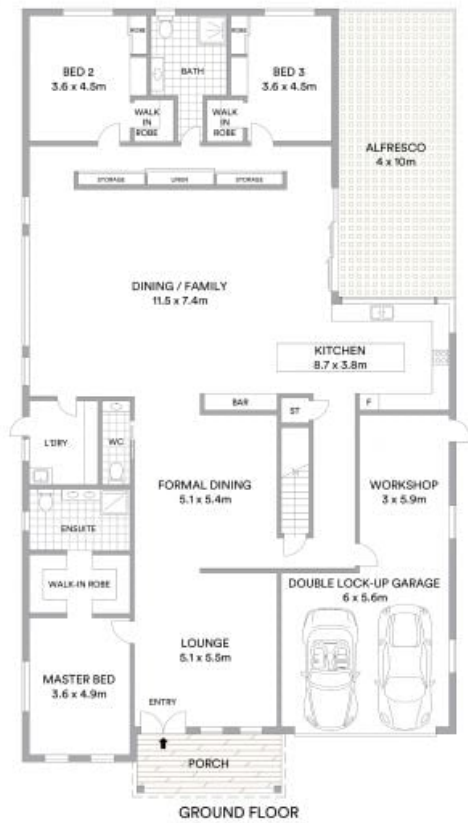 ROBE
ROBE
BED 2
3.6 x 4.5m
BATH
BED 3
3.6 x 4.5m
WALK
IN
ROBE
WALK
IN
ROBE
ALFRESCO
4 x 10m
STORAGE
LINEN
STORAGE
DINING / FAMILY
11.5 x 7.4m
KITCHEN
8.7 x 3.8m
BAR
ST
F
L'DRY
WC
FORMAL DINING
5.1 x 5.4m
WORKSHOP
3 x 5.9m
ENSUITE
WALK-IN ROBE
DOUBLE LOCK-UP GARAGE
6 x 5.6m
LOUNGE
5.1 x 5.5m
MASTER BED
3.6 x 4.9m
ENTRY
PORCH
GROUND FLOOR